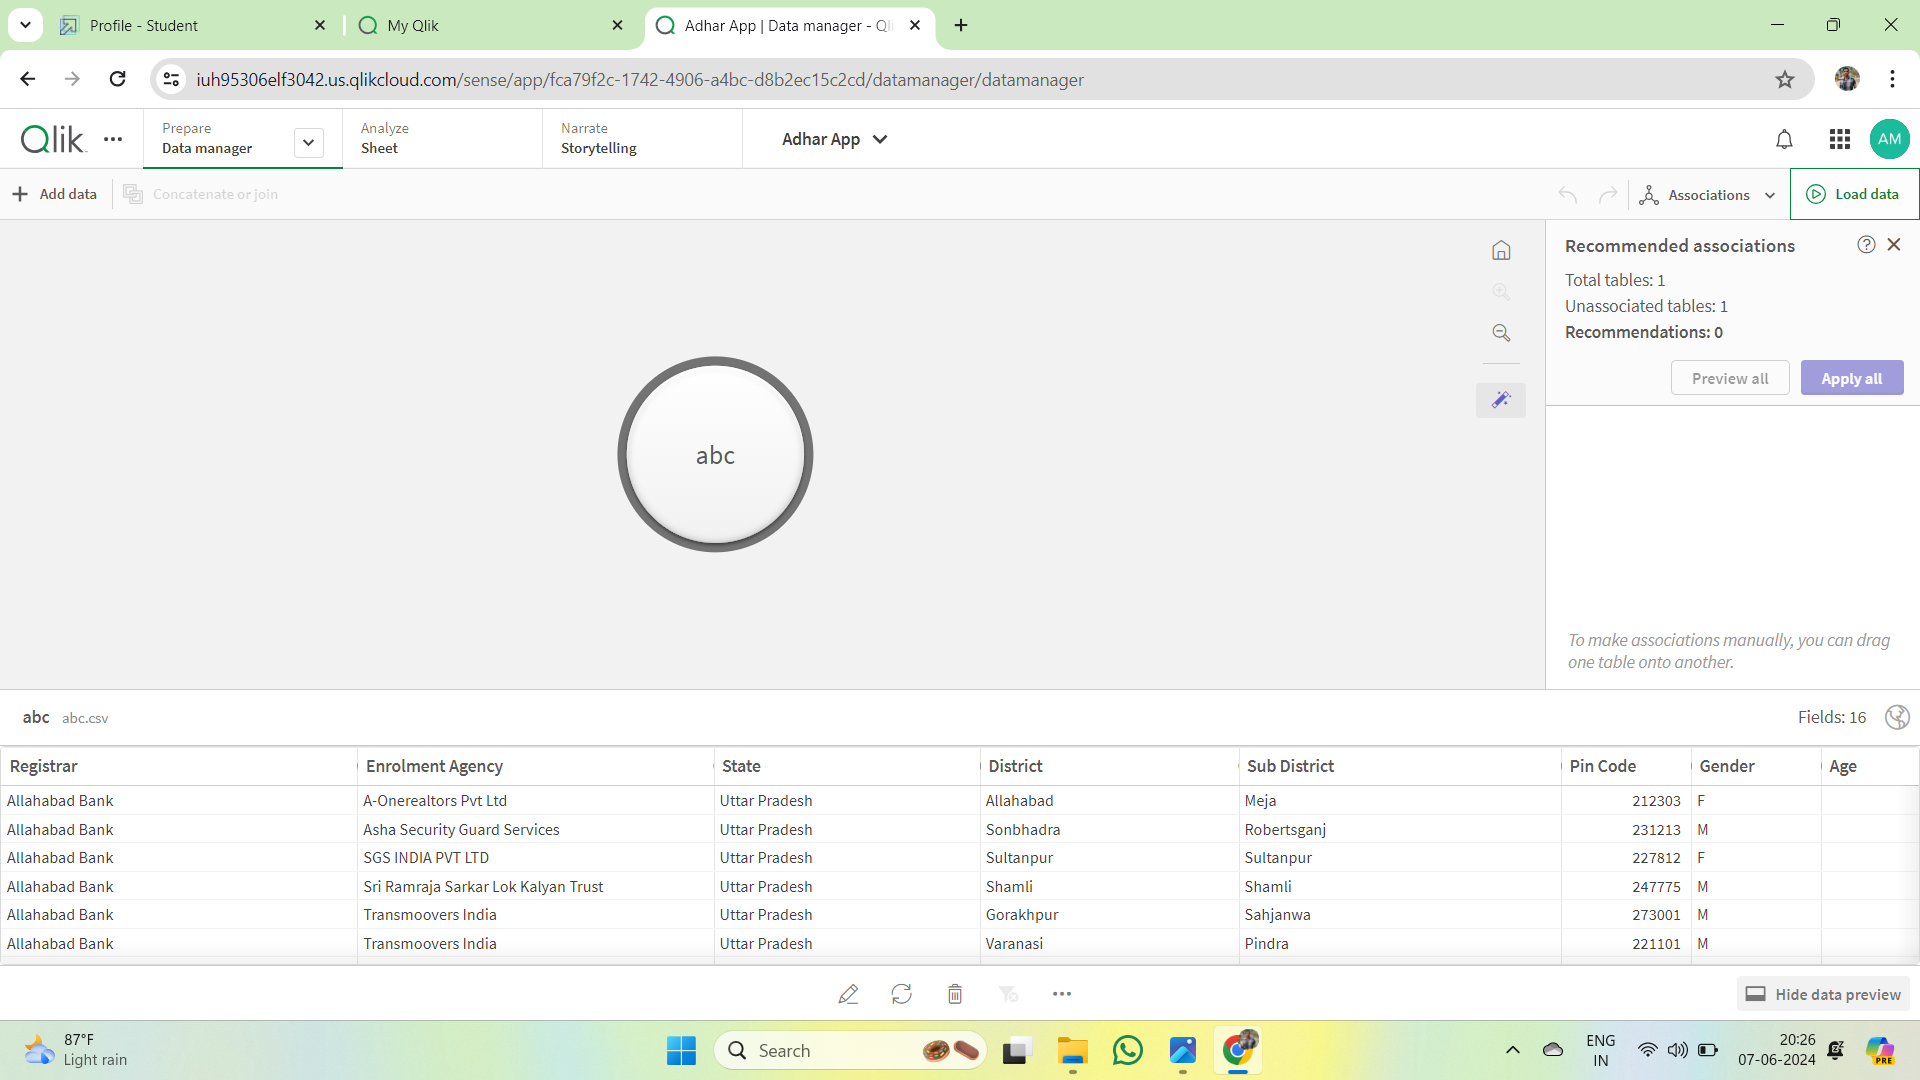 Profile - Student
My Qlik
Adhar App | Data manager - Qli
iuh95306elf3042.us.qlikcloud.com/sense/app/fca79f2c-1742-4906-a4bc-d8b2ec15c2cd/datamanager/datamanager
Qlik
Prepare
Data manager
Analyze
Sheet
Narrate
Storytelling
Adhar App
AM
Add data
Concatenate or join
Associations
Load data
Recommended associations
Total tables: 1
Unassociated tables: 1
Recommendations: 0
Preview all
Apply all
abc
To make associations manually, you can drag
one table onto another.
abc abc.csv
Fields: 16
Registrar Enrolment Agency State District Sub District Pin Code Gender Age
Allahabad Bank A-Onerealtors Pvt Ltd Uttar Pradesh Allahabad Meja 212303 F
Allahabad Bank Asha Security Guard Services Uttar Pradesh Sonbhadra Robertsganj 231213 M
Allahabad Bank SGS INDIA PVT LTD Uttar Pradesh Sultanpur Sultanpur 227812 F
Allahabad Bank Sri Ramraja Sarkar Lok Kalyan Trust Uttar Pradesh Shamli Shamli 247775 M
Allahabad Bank Transmoovers India Uttar Pradesh Gorakhpur Sahjanwa 273001 M
Allahabad Bank Transmoovers India Uttar Pradesh Varanasi Pindra 221101 M
Hide data preview
87°F
Light rain
Search
ENG
IN
20:26
07-06-2024
PRE